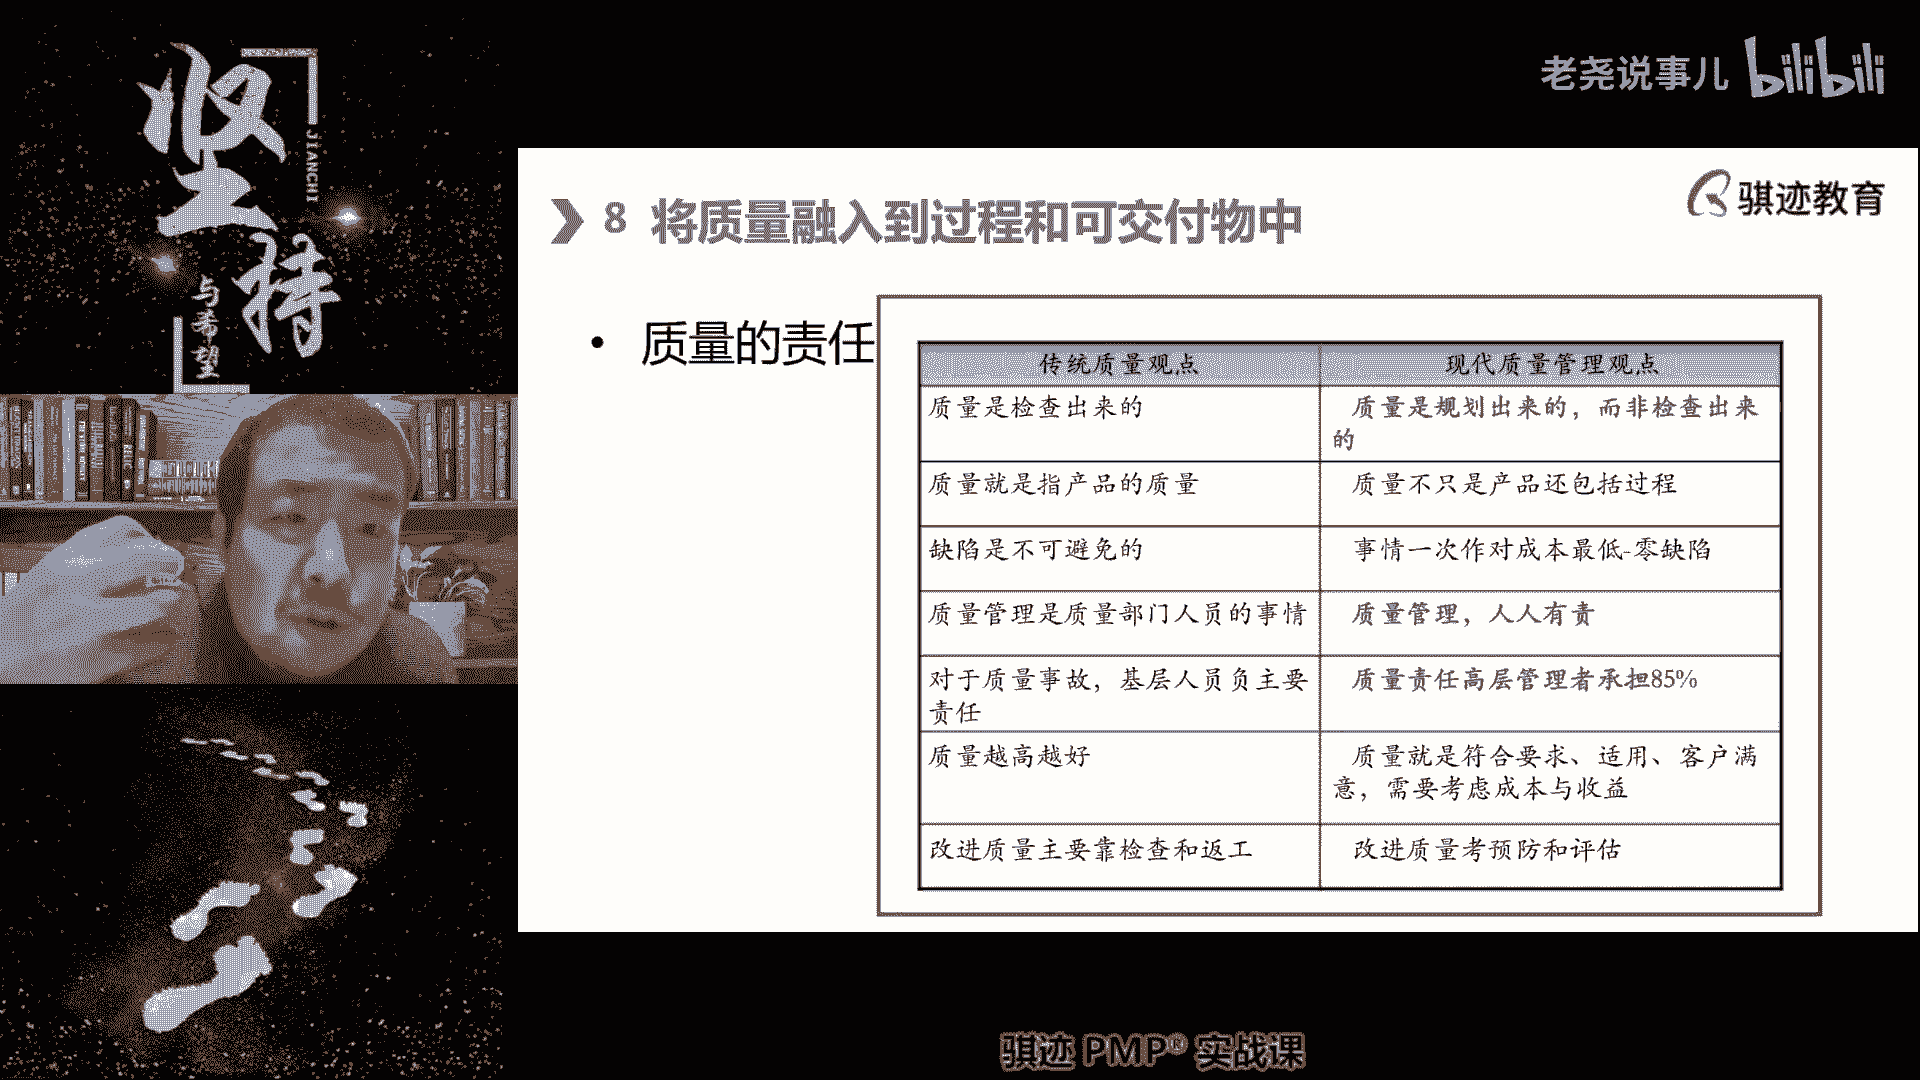 坚持
JIANCHI
与希望
老尧说事儿 bilibili
骐迹教育
8 将质量融入到过程和可交付物中
• 质量的责任
传统质量观点
现代质量管理观点
质量是检查出来的
质量是规划出来的，而非检查出来
的
质量就是指产品的质量
质量不只是产品还包括过程
缺陷是不可避免的
事情一次作对成本最低-零缺陷
质量管理是质量部门人员的事情
质量管理，人人有责
对于质量事故，基层人员负主要
责任
质量责任高层管理者承担85%
质量越高越好
质量就是符合要求、适用、客户满
意，需要考虑成本与收益
改进质量主要靠检查和返工
改进质量考预防和评估
骐迹 PMP® 实战课